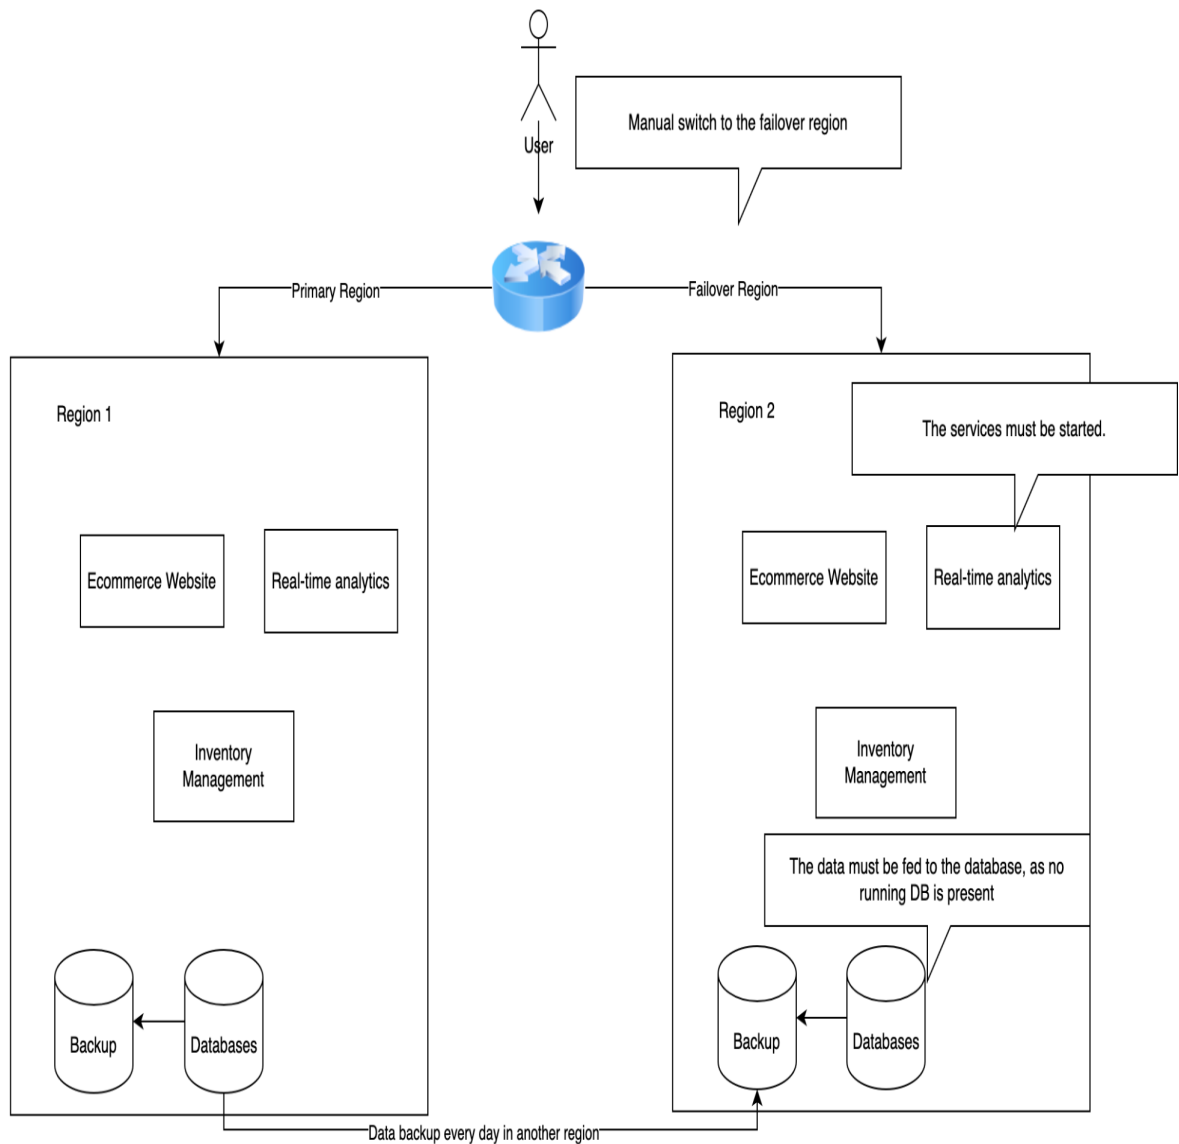 Manual switch to the failover region
User
Primary Region
Failover Region
Region 1
Region 2
The services must be started.
Ecommerce Website
Real-time analytics
Ecommerce Website
Real-time analytics
Inventory
Management
Inventory
Management
The data must be fed to the database, as no
running DB is present
Backup
Databases
Backup
Databases
Data backup every day in another region